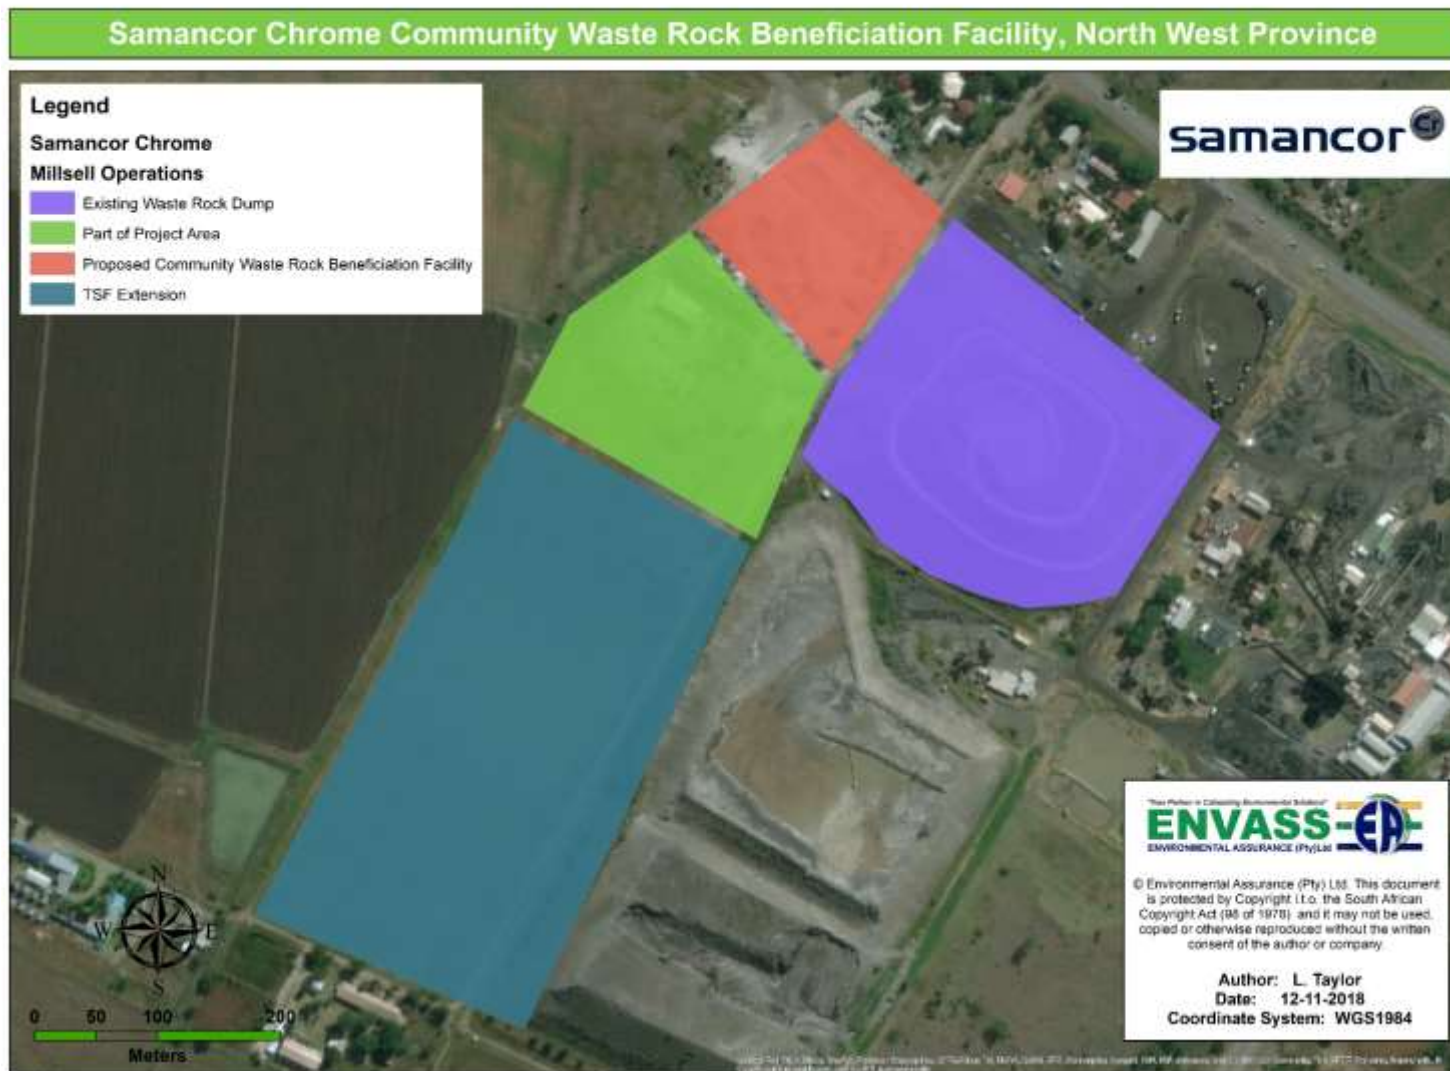 Samancor Chrome Community Waste Rock Beneficiation Facility, North West Province
Legend
Samancor Chrome
Millsell Operations
Existing Waste Rock Dump
Part of Project Area
Proposed Community Waste Rock Beneficiation Facility
TSF Extension
samancor Cr
N
W E
S
0 50 100 200
Meters
ENVASS EA
ENVIRONMENTAL ASSURANCE (Pty)Ltd
© Environmental Assurance (Pty) Ltd. This document
is protected by Copyright i.t.o. the South African
Copyright Act (98 of 1978) and it may not be used,
copied or otherwise reproduced without the written
consent of the author or company.
Author: L. Taylor
Date: 12-11-2018
Coordinate System: WGS1984